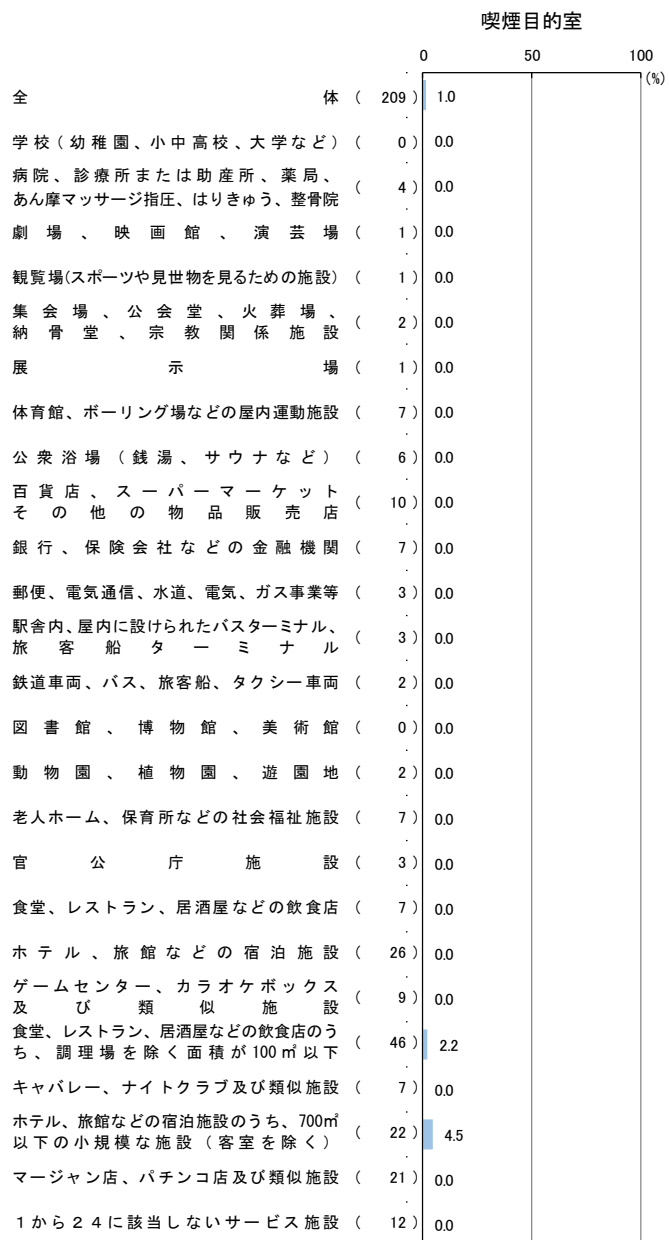 喫煙目的室
0 50 100
(%)
全体 ( 209 ) 1.0
学校(幼稚園、小中高校、大学など) ( 0 ) 0.0
病院、診療所または助産所、薬局、
あん摩マッサージ指圧、はりきゅう、整骨院 ( 4 ) 0.0
劇場、映画館、演芸場 ( 1 ) 0.0
観覧場(スポーツや見世物を見るための施設) ( 1 ) 0.0
集会場、公会堂、火葬場、
納骨堂、宗教関係施設 ( 2 ) 0.0
展示場 ( 1 ) 0.0
体育館、ボーリング場などの屋内運動施設 ( 7 ) 0.0
公衆浴場(銭湯、サウナなど) ( 6 ) 0.0
百貨店、スーパーマーケット
その他の物品販売店 ( 10 ) 0.0
銀行、保険会社などの金融機関 ( 7 ) 0.0
郵便、電気通信、水道、電気、ガス事業等 ( 3 ) 0.0
駅舎内、屋内に設けられたバスターミナル、
旅客船ターミナル ( 3 ) 0.0
鉄道車両、バス、旅客船、タクシー車両 ( 2 ) 0.0
図書館、博物館、美術館 ( 0 ) 0.0
動物園、植物園、遊園地 ( 2 ) 0.0
老人ホーム、保育所などの社会福祉施設 ( 7 ) 0.0
官公庁施設 ( 3 ) 0.0
食堂、レストラン、居酒屋などの飲食店 ( 7 ) 0.0
ホテル、旅館などの宿泊施設 ( 26 ) 0.0
ゲームセンター、カラオケボックス
及び類似施設 ( 9 ) 0.0
食堂、レストラン、居酒屋などの飲食店のう
ち、調理場を除く面積が100㎡以下 ( 46 ) 2.2
キャバレー、ナイトクラブ及び類似施設 ( 7 ) 0.0
ホテル、旅館などの宿泊施設のうち、700㎡
以下の小規模な施設(客室を除く) ( 22 ) 4.5
マージャン店、パチンコ店及び類似施設 ( 21 ) 0.0
1から24に該当しないサービス施設 ( 12 ) 0.0